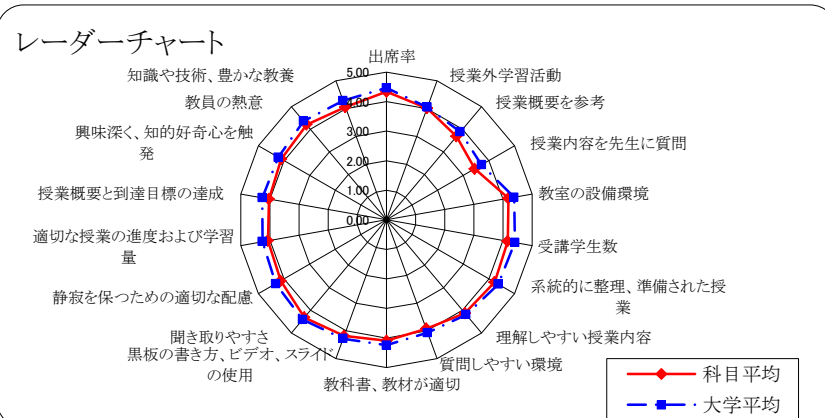 レーダーチャート
出席率
授業外学習活動
授業概要を参考
授業内容を先生に質問
教室の設備環境
受講学生数
系統的に整理、準備された授
業
理解しやすい授業内容
質問しやすい環境
教科書、教材が適切
黒板の書き方、ビデオ、スライド
の使用
聞き取りやすさ
静寂を保つための適切な配慮
適切な授業の進度および学習
量
授業概要と到達目標の達成
興味深く、知的好奇心を触
発
教員の熱意
知識や技術、豊かな教養
5.00
4.00
3.00
2.00
1.00
0.00
科目平均
大学平均